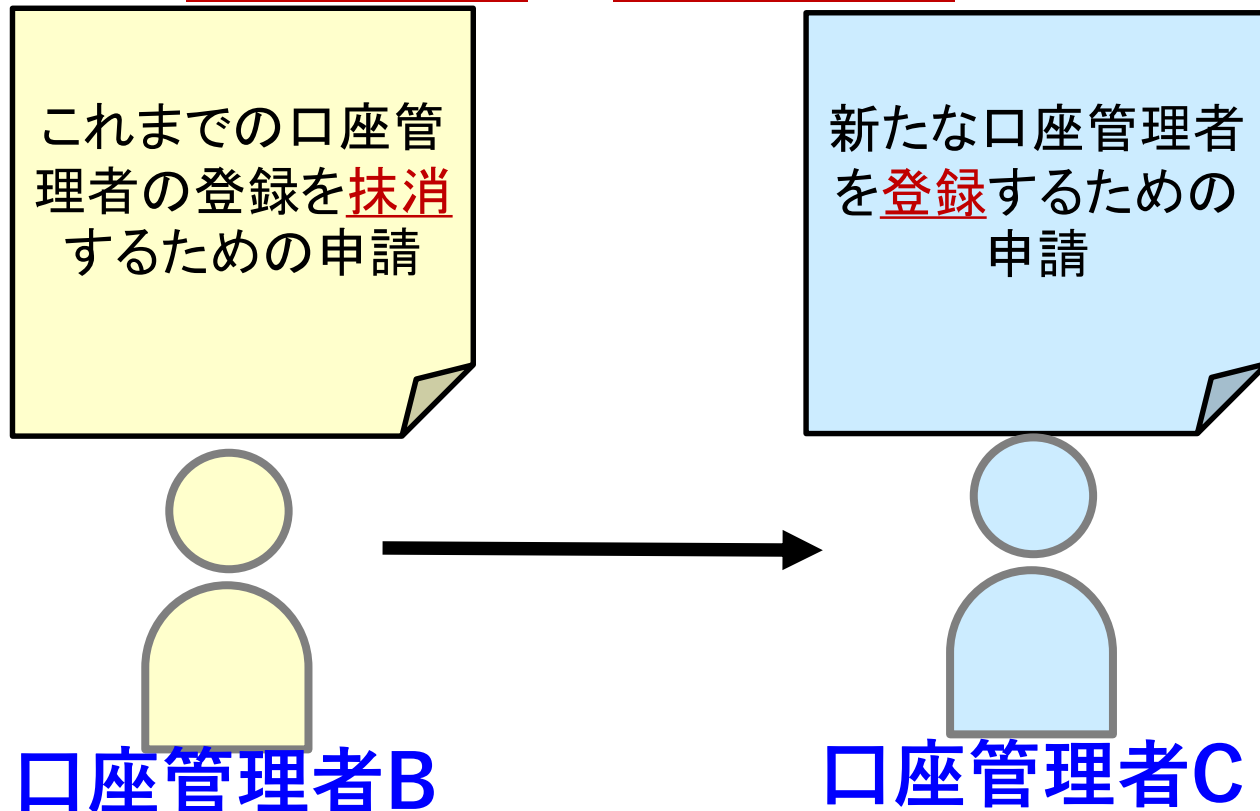 これまでの口座管
理者の登録を抹消
するための申請
新たな口座管理者
を登録するための
申請
口座管理者B
口座管理者C